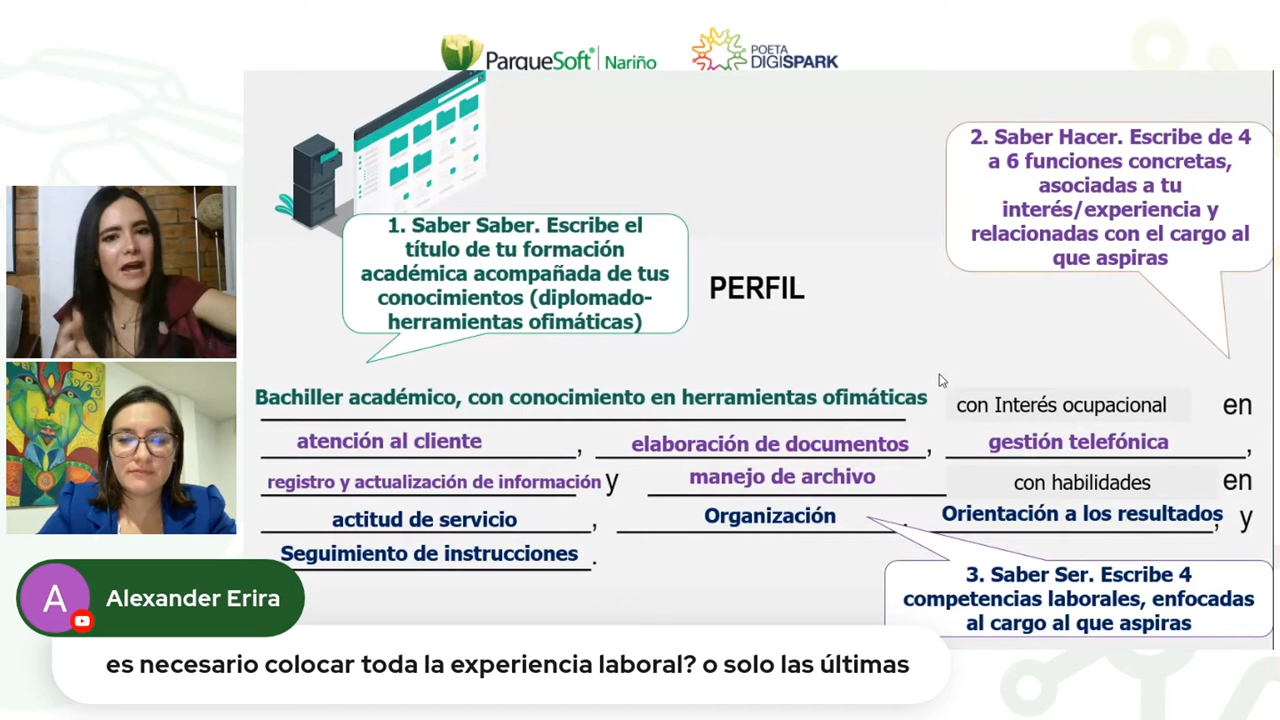 ParqueSoft Nariño
POETA
DIGISPARK
2. Saber Hacer. Escribe de 4
a 6 funciones concretas,
asociadas a tu
interés/experiencia y
relacionadas con el cargo al
que aspiras
1. Saber Saber. Escribe el
título de tu formación
académica acompañada de tus
conocimientos (diplomado-
herramientas ofimáticas)
PERFIL
Bachiller académico, con conocimiento en herramientas ofimáticas con Interés ocupacional en
atención al cliente, elaboración de documentos, gestión telefónica,
registro y actualización de información y manejo de archivo con habilidades en
actitud de servicio, Organización, Orientación a los resultados, y
Seguimiento de instrucciones.
3. Saber Ser. Escribe 4
competencias laborales, enfocadas
al cargo al que aspiras
A Alexander Erira
es necesario colocar toda la experiencia laboral? o solo las últimas